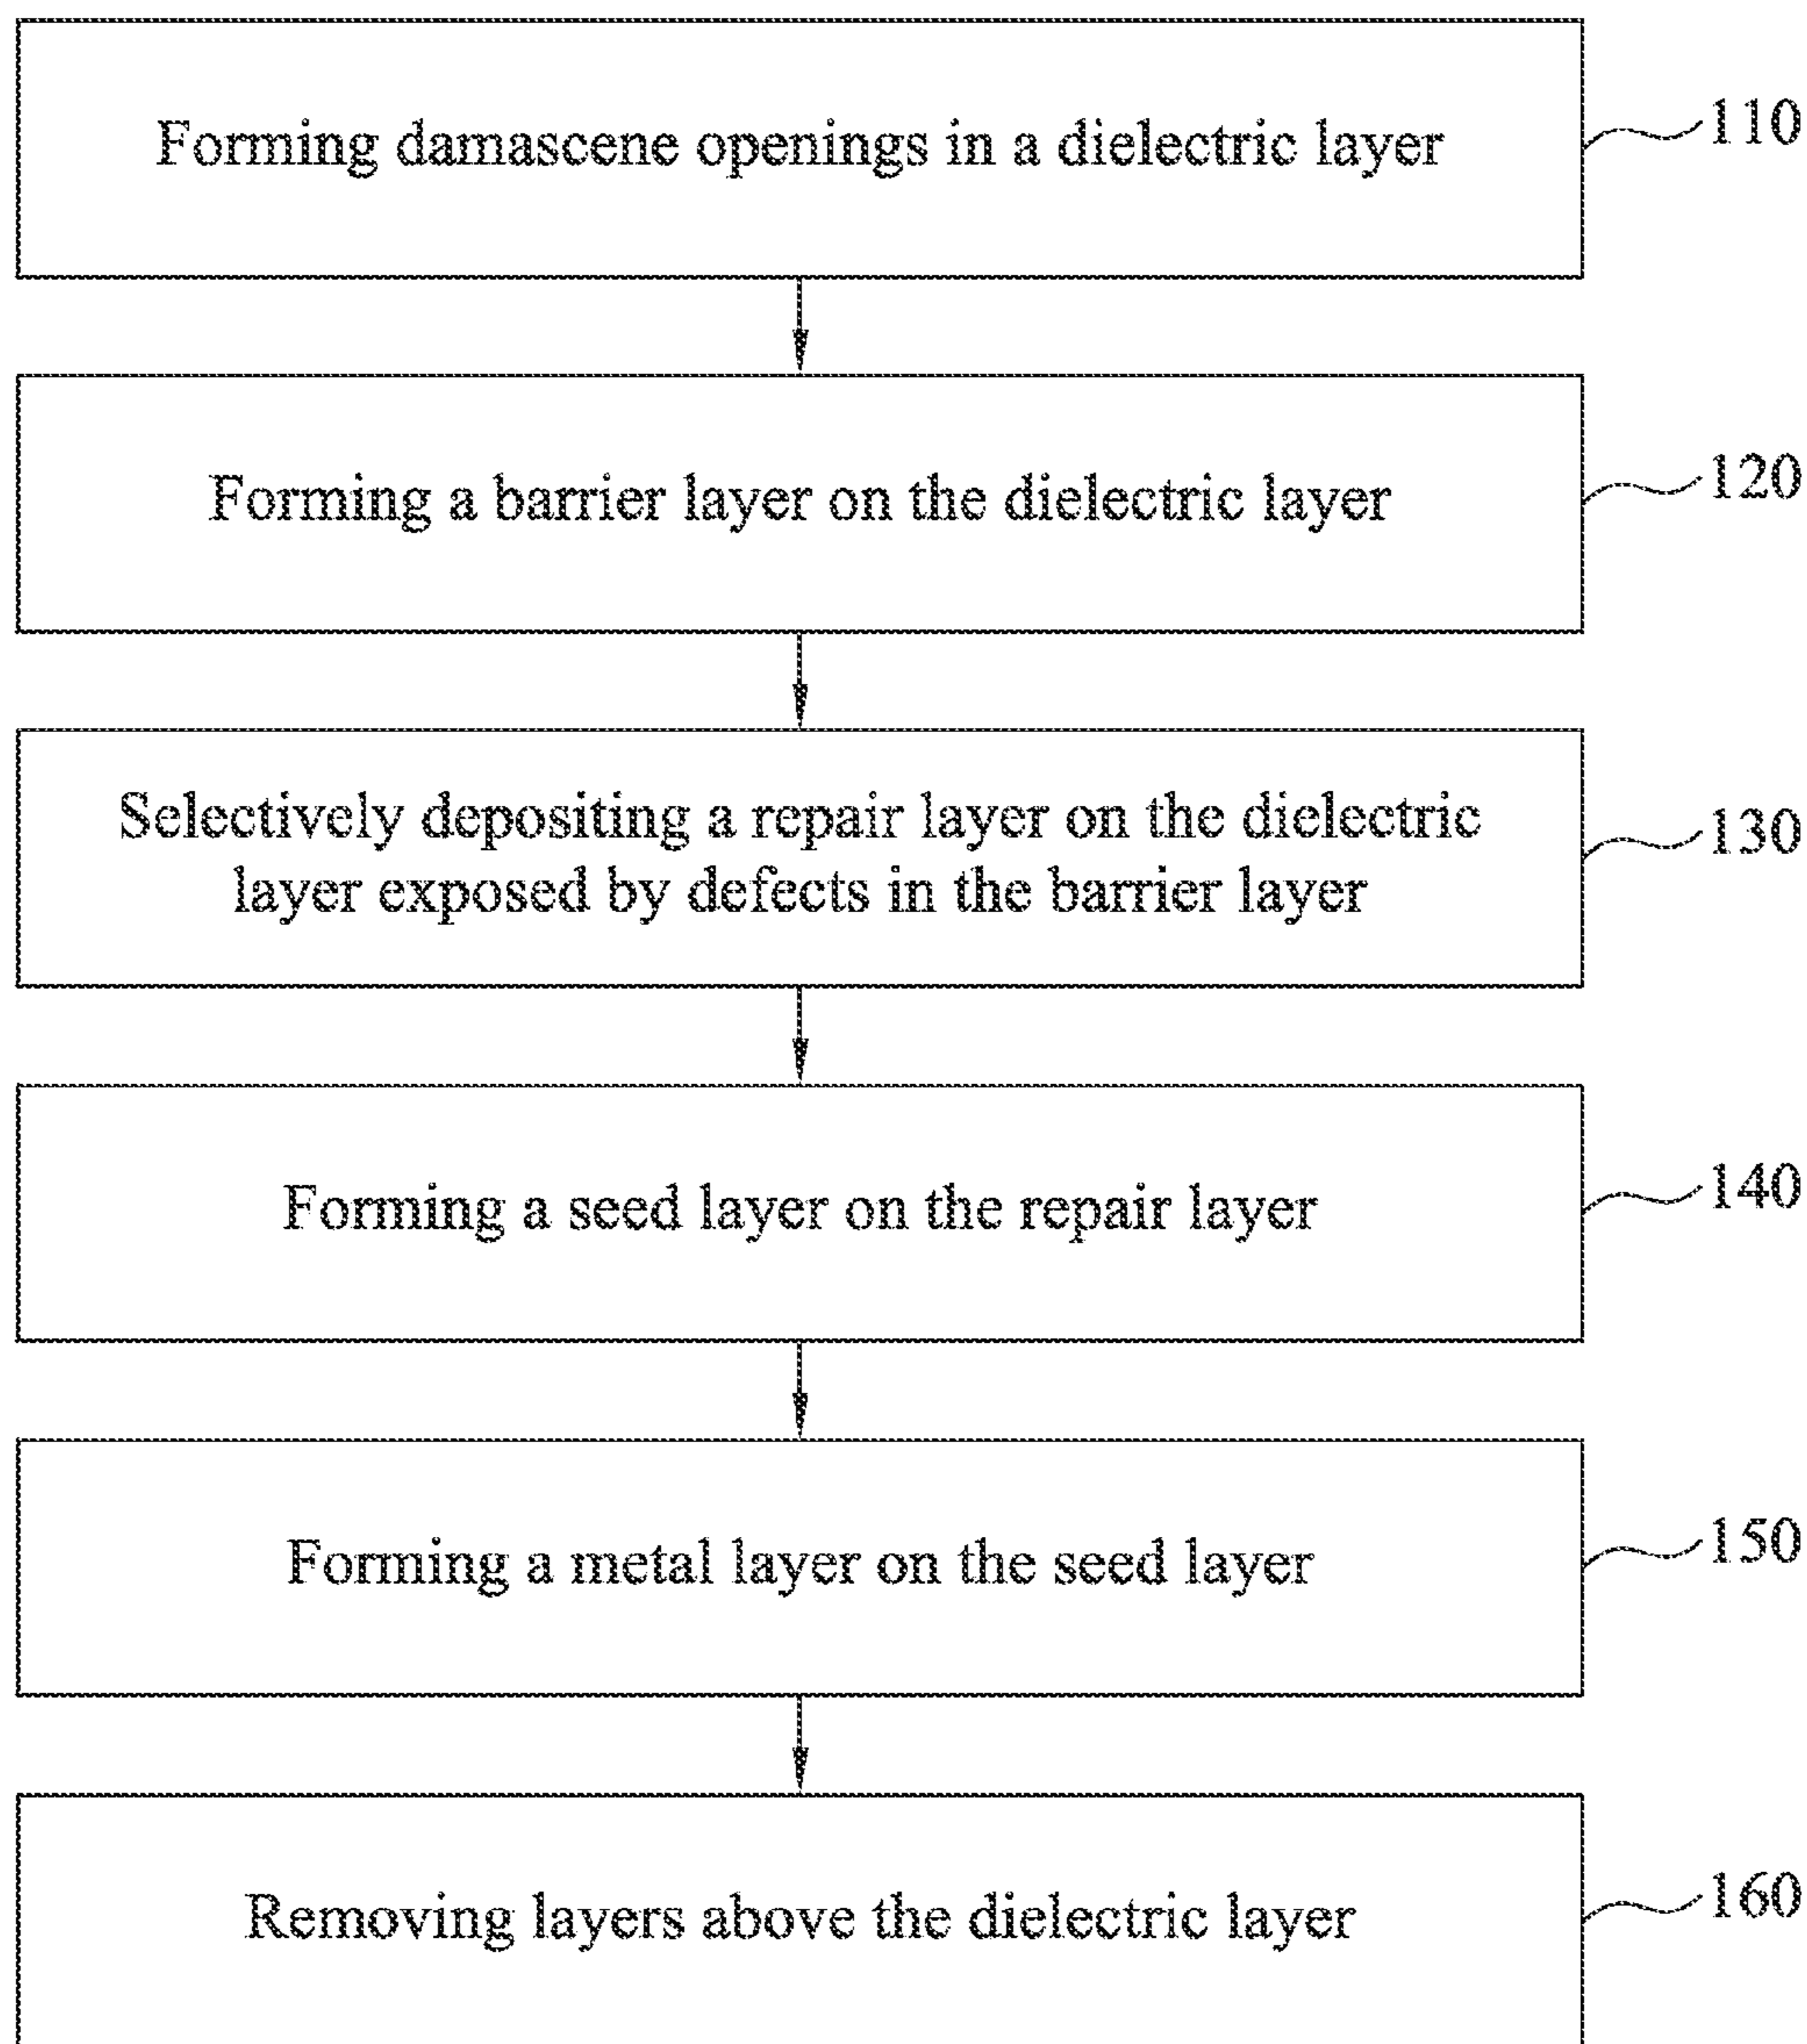 Forming damascene openings in a dielectric layer
110
Forming a barrier layer on the dielectric layer
120
Selectively depositing a repair layer on the dielectric
layer exposed by defects in the barrier layer
130
Forming a seed layer on the repair layer
140
Forming a metal layer on the seed layer
150
Removing layers above the dielectric layer
160